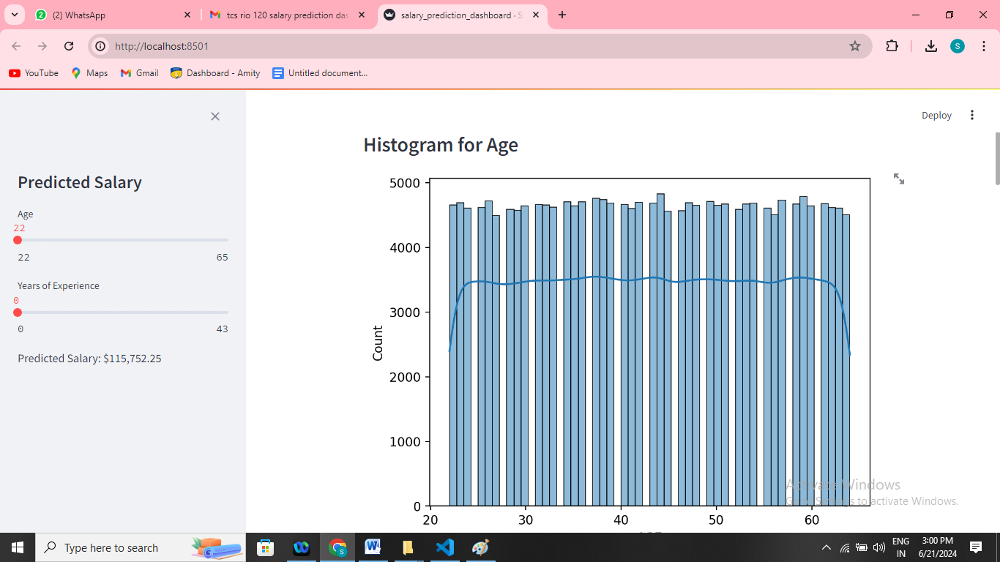 (2) WhatsApp
tcs rio 120 salary prediction das
salary_prediction_dashboard · S
http://localhost:8501
S
YouTube
Maps
Gmail
Dashboard - Amity
Untitled document...
Deploy
Predicted Salary
Age
22
22 65
Years of Experience
0
0 43
Predicted Salary: $115,752.25
Histogram for Age
5000
4000
3000
2000
1000
0
Count
20 30 40 50 60
Activate Windows
Go to Settings to activate Windows.
Type here to search
ENG
IN
3:00 PM
6/21/2024